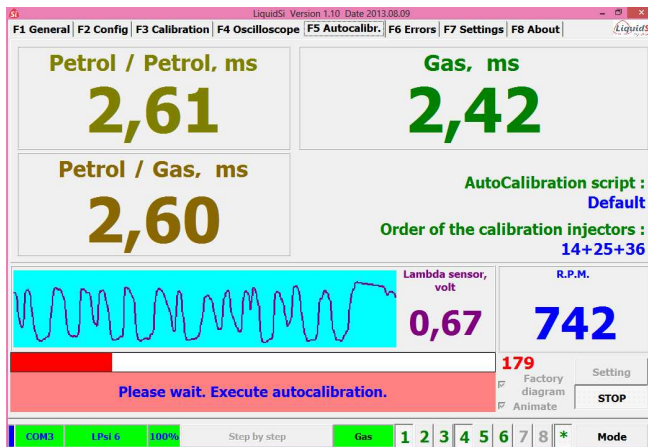 LiquidSi Version 1.10 Date 2013.08.09
F1 General F2 Config F3 Calibration F4 Oscilloscope F5 Autocalibr. F6 Errors F7 Settings F8 About
Petrol / Petrol, ms
2,61
Gas, ms
2,42
Petrol / Gas, ms
2,60
AutoCalibration script :
Default
Order of the calibration injectors :
14+25+36
Lambda sensor,
volt
0,67
R.P.M.
742
179
Please wait. Execute autocalibration.
Factory
diagram
Animate
Setting
STOP
COM3 LPsi 6 100% Step by step Gas 1 2 3 4 5 6 7 8 * Mode